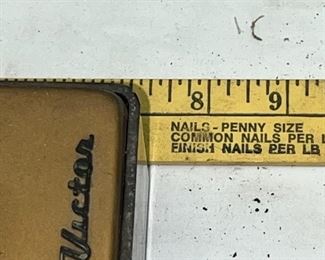 8 9
NAILS - PENNY SIZE
COMMON NAILS PER L
FINISH NAILS PER LB
Victor